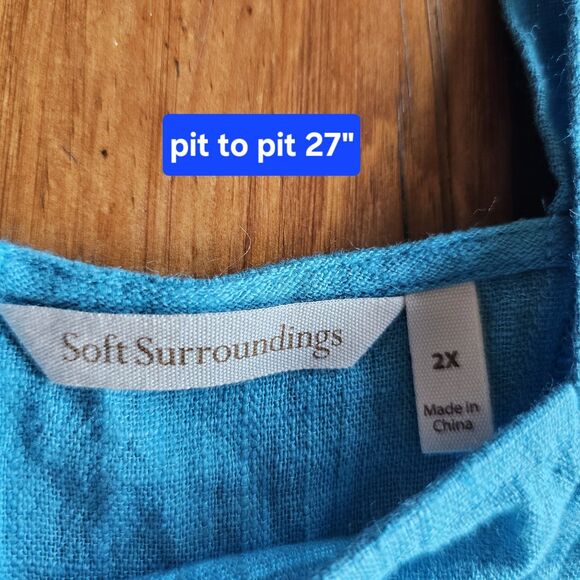 pit to pit 27"
Soft Surroundings
2X
Made in
China